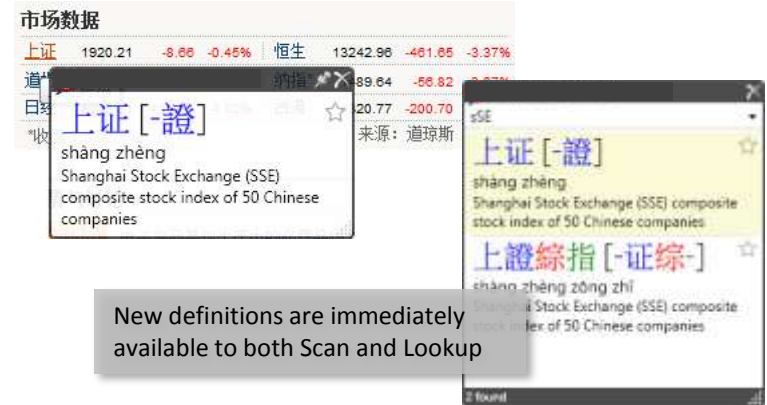 市场数据
上证 1920.21 -8.66 -0.45% 恒生 13242.96 -461.65 -3.37%
-56.82
-200.70
来源：道琼斯
上证 [-證]
shàng zhèng
Shanghai Stock Exchange (SSE)
composite stock index of 50 Chinese
companies
sSE
上证 [-證]
shàng zhèng
Shanghai Stock Exchange (SSE) composite
stock index of 50 Chinese companies
上證綜指 [-证综-]
shàng zhèng zōng zhǐ
Shanghai Stock Exchange (SSE) composite
stock index of 50 Chinese companies
2 found
New definitions are immediately
available to both Scan and Lookup